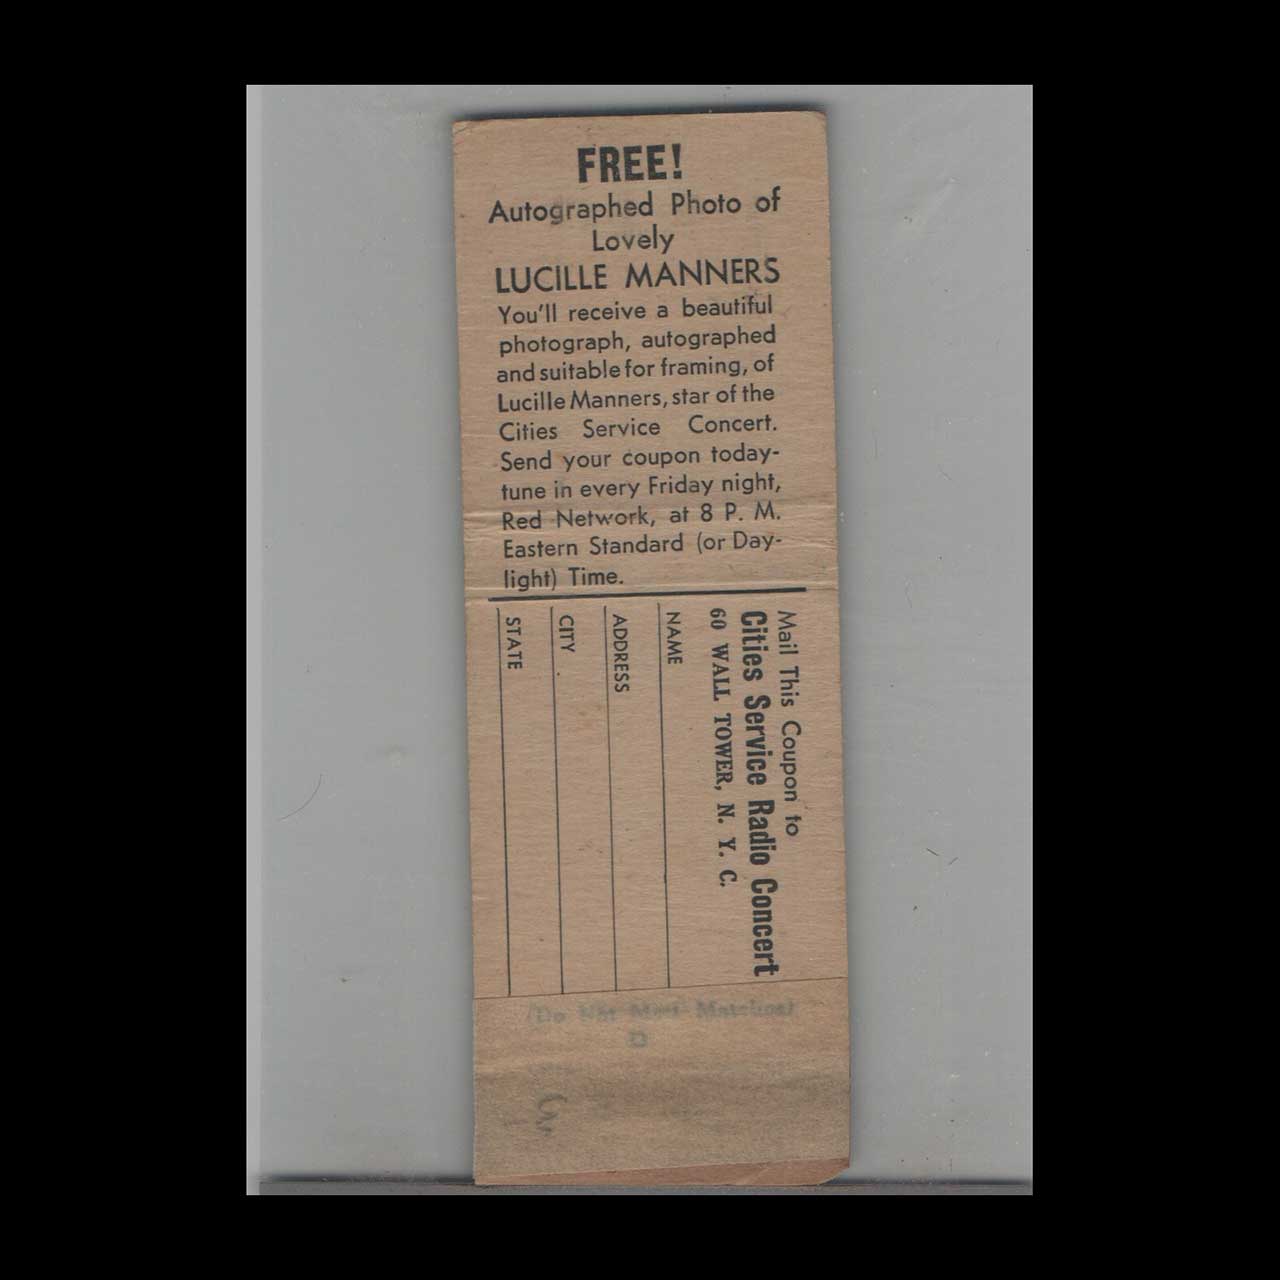 FREE!
Autographed Photo of
Lovely
LUCILLE MANNERS
You'll receive a beautiful
photograph, autographed
and suitable for framing, of
Lucille Manners, star of the
Cities Service Concert.
Send your coupon today-
tune in every Friday night,
Red Network, at 8 P. M.
Eastern Standard (or Day-
light) Time.
Mail This Coupon to
Cities Service Radio Concert
60 WALL TOWER, N. Y. C.
NAME
ADDRESS
CITY
STATE